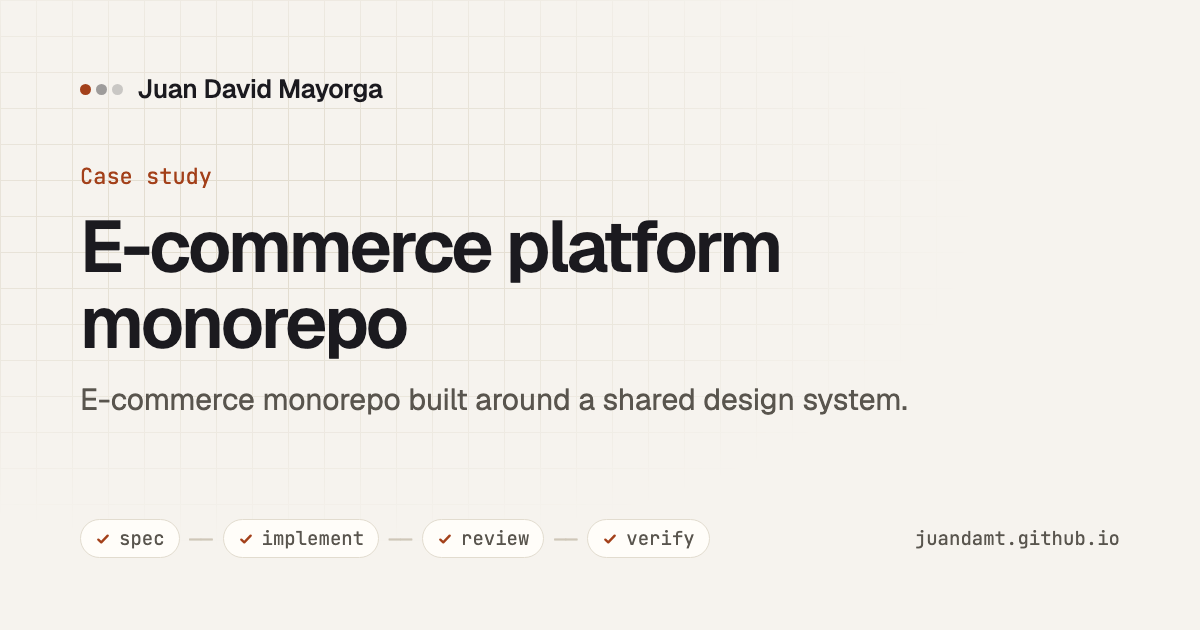 Juan David Mayorga
Case study
E-commerce platform
monorepo
E-commerce monorepo built around a shared design system.
spec
implement
review
verify
juandamt.github.io